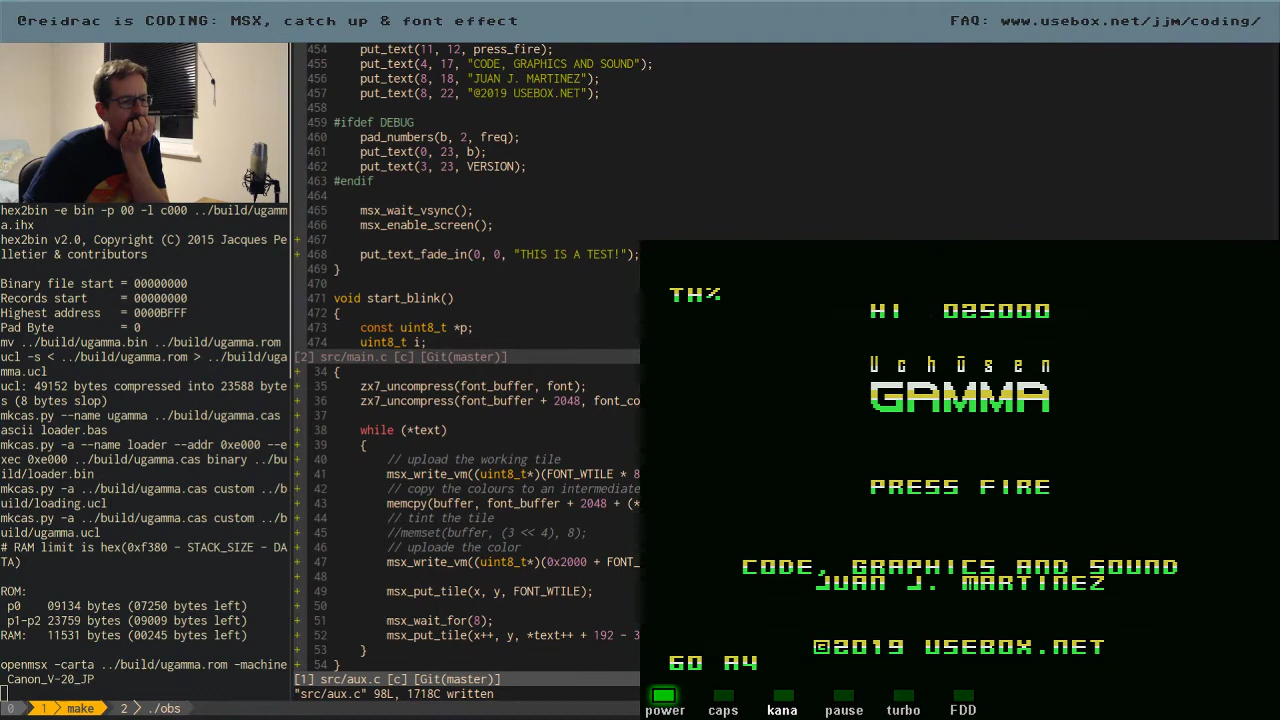 @reidrac is CODING: MSX, catch up & font effect
FAQ: www.usebox.net/jjm/coding/
hex2bin -e bin -p 00 -l c000 ../build/ugamm
a.ihx
hex2bin v2.0, Copyright (C) 2015 Jacques Pe
lletier & contributors
Binary file start = 00000000
Records start     = 00000000
Highest address   = 0000BFFF
Pad Byte          = 0
mv ../build/ugamma.bin ../build/ugamma.rom
ucl -s < ../build/ugamma.rom > ../build/uga
mma.ucl
ucl: 49152 bytes compressed into 23588 byte
s (8 bytes slop)
mkcas.py --name ugamma ../build/ugamma.cas
ascii loader.bas
mkcas.py -a --name loader --addr 0xe000 --e
xec 0xe000 ../build/ugamma.cas binary ../bu
ild/loader.bin
mkcas.py -a ../build/ugamma.cas custom ../b
uild/loading.ucl
mkcas.py -a ../build/ugamma.cas custom ../b
uild/ugamma.ucl
# RAM limit is hex(0xf380 - STACK_SIZE - DA
TA)
ROM:
p0    09134 bytes (07250 bytes left)
p1-p2 23759 bytes (09009 bytes left)
RAM:   11531 bytes (00245 bytes left)
openmsx -carta ../build/ugamma.rom -machine
Canon_V-20_JP
0 1 make 2 ../obs
454 put_text(11, 12, press_fire);
455 put_text(4, 17, "CODE, GRAPHICS AND SOUND");
456 put_text(8, 18, "JUAN J. MARTINEZ");
457 put_text(8, 22, "@2019 USEBOX.NET");
458
459 #ifdef DEBUG
460 pad_numbers(b, 2, freq);
461 put_text(0, 23, b);
462 put_text(3, 23, VERSION);
463 #endif
464
465 msx_wait_vsync();
466 msx_enable_screen();
+ 467
+ 468 put_text_fade_in(0, 0, "THIS IS A TEST!");
469 }
470
471 void start_blink()
472 {
473 const uint8_t *p;
474 uint8_t i;
[2] src/main.c [c] [Git(master)]
+ 34 {
+ 35 zx7_uncompress(font_buffer, font);
+ 36 zx7_uncompress(font_buffer + 2048, font_co
+ 37
+ 38 while (*text)
+ 39 {
+ 40 // upload the working tile
+ 41 msx_write_vm((uint8_t*)(FONT_WTILE * 8
+ 42 // copy the colours to an intermediate
+ 43 memcpy(buffer, font_buffer + 2048 + (*
+ 44 // tint the tile
+ 45 //memset(buffer, (3 << 4), 8);
+ 46 // uploade the color
+ 47 msx_write_vm((uint8_t*)(0x2000 + FONT_
+ 48
+ 49 msx_put_tile(x, y, FONT_WTILE);
+ 50
+ 51 msx_wait_for(8);
+ 52 msx_put_tile(x++, y, *text++ + 192 - 3
+ 53 }
+ 54 }
[1] src/aux.c [c] [Git(master)]
"src/aux.c" 98L, 1718C written
TH%
HI 025000
Uchūsen
GAMMA
PRESS FIRE
CODE, GRAPHICS AND SOUND
JUAN J. MARTINEZ
©2019 USEBOX.NET
60 A4
power caps kana pause turbo FDD